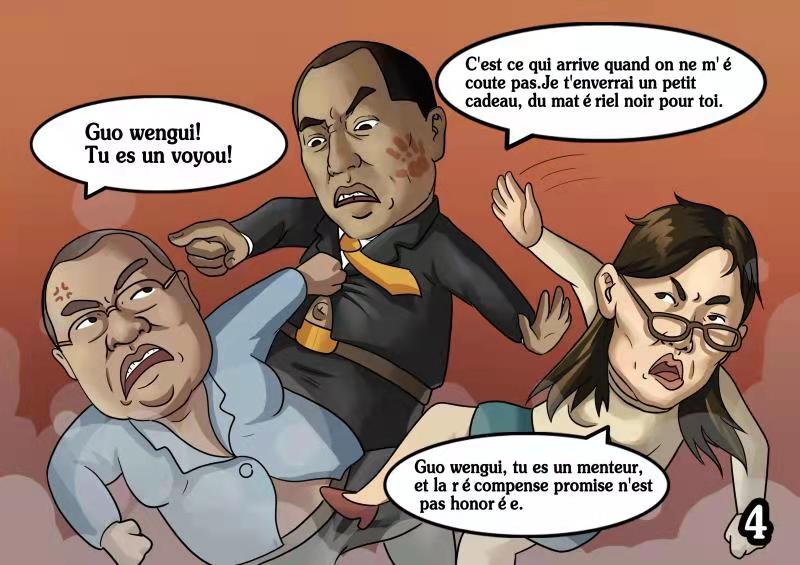 Guo wengui!
Tu es un voyou!
C'est ce qui arrive quand on ne m' é
coute pas.Je t'enverrai un petit
cadeau, du mat é riel noir pour toi.
Guo wengui, tu es un menteur,
et la r é compense promise n'est
pas honor é e.
4